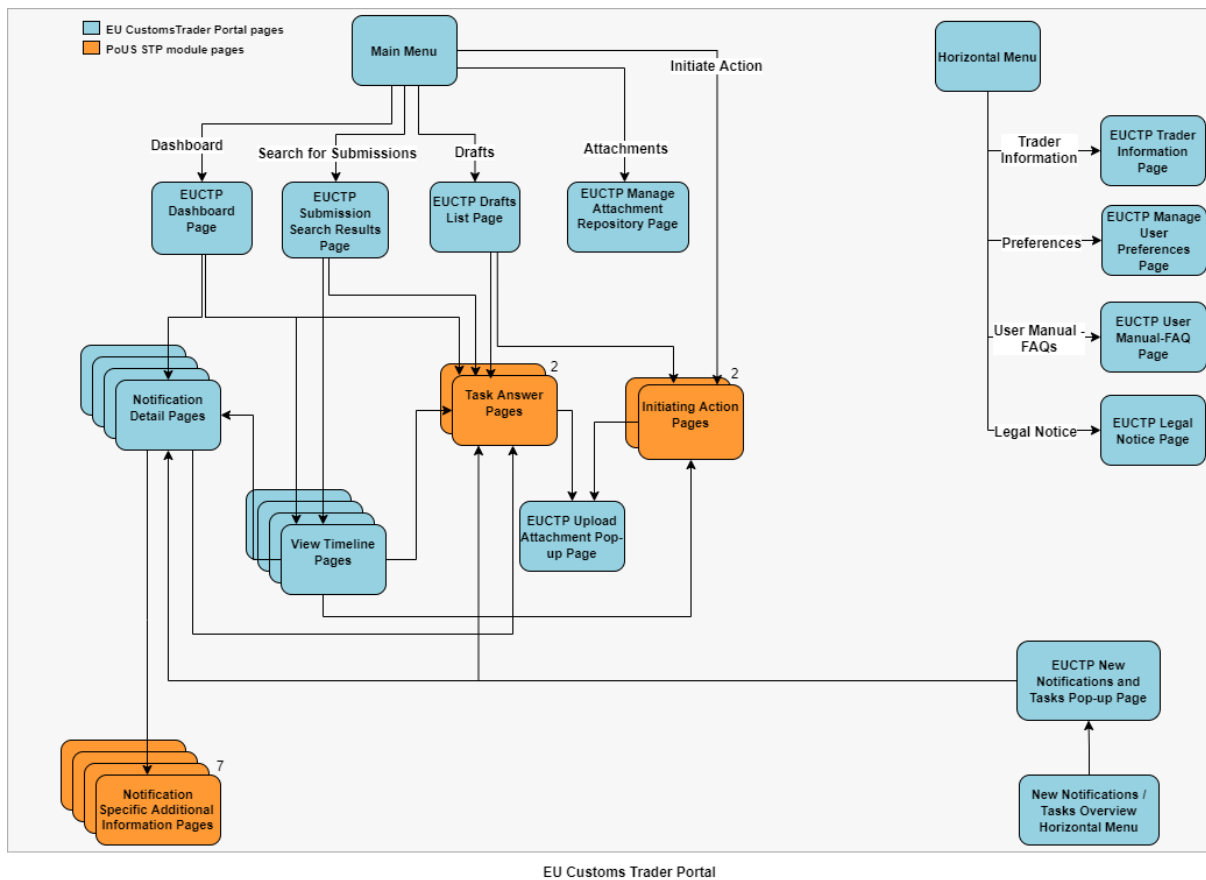 EU CustomsTrader Portal pages
PoUS STP module pages
Main Menu
Initiate Action
Horizontal Menu
Dashboard
Search for Submissions
Drafts
Attachments
Trader
Information
EUCTP Trader
Information
Page
EUCTP
Dashboard
Page
EUCTP
Submission
Search Results
Page
EUCTP Drafts
List Page
EUCTP Manage
Attachment
Repository Page
Preferences
EUCTP Manage
User
Preferences
Page
User Manual -
FAQs
EUCTP User
Manual-FAQ
Page
2
2
Notification
Detail Pages
Task Answer
Pages
Initiating Action
Pages
Legal Notice
EUCTP Legal
Notice Page
View Timeline
Pages
EUCTP Upload
Attachment Pop-
up Page
EUCTP New
Notifications and
Tasks Pop-up Page
7
Notification
Specific Additional
Information Pages
New Notifications /
Tasks Overview
Horizontal Menu
EU Customs Trader Portal